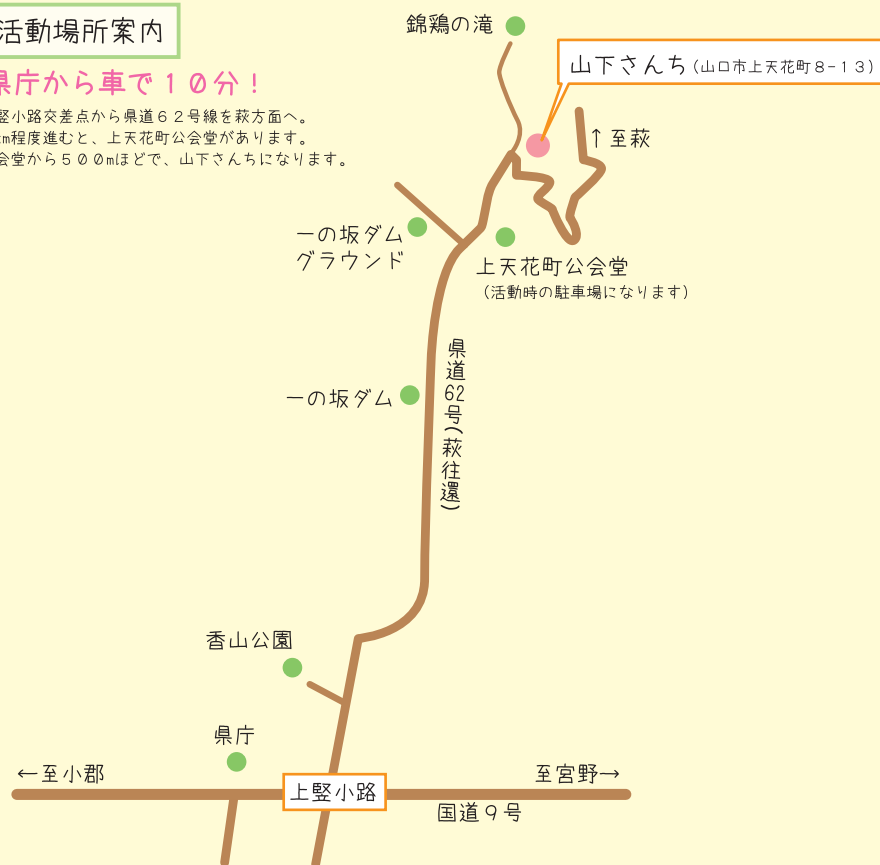 活動場所案内
県庁から車で１０分！
竪小路交差点から県道６２号線を萩方面へ。
m程度進むと、上天花町公会堂があります。
会堂から５００mほどで、山下さんちになります。
錦鶏の滝
山下さんち（山口市上天花町８−１３）
↑至萩
一の坂ダム
グラウンド
上天花町公会堂
（活動時の駐車場になります）
県道62号（萩往還）
一の坂ダム
香山公園
県庁
←至小郡
上竪小路
至宮野→
国道９号